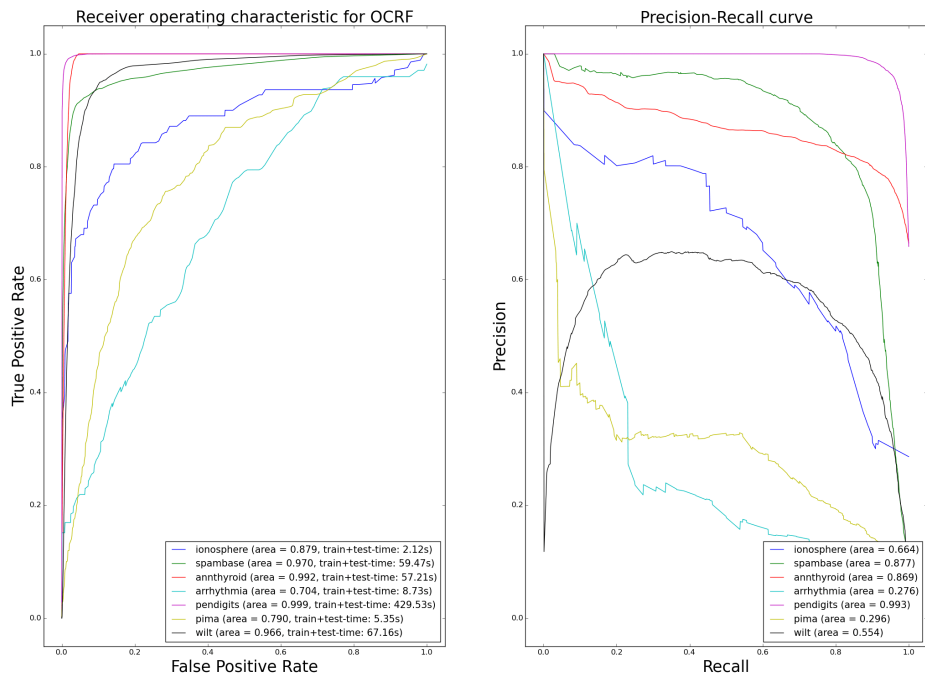 Receiver operating characteristic for OCRF
True Positive Rate
1.0
0.8
0.6
0.4
0.2
0.0
ionosphere (area = 0.879, train+test-time: 2.12s)
spambase (area = 0.970, train+test-time: 59.47s)
annthyroid (area = 0.992, train+test-time: 57.21s)
arrhythmia (area = 0.704, train+test-time: 8.73s)
pendigits (area = 0.999, train+test-time: 429.53s)
pima (area = 0.790, train+test-time: 5.35s)
wilt (area = 0.966, train+test-time: 67.16s)
0.0 0.2 0.4 0.6 0.8 1.0
False Positive Rate
Precision-Recall curve
Precision
1.0
0.8
0.6
0.4
0.2
0.0
ionosphere (area = 0.664)
spambase (area = 0.877)
annthyroid (area = 0.869)
arrhythmia (area = 0.276)
pendigits (area = 0.993)
pima (area = 0.296)
wilt (area = 0.554)
0.0 0.2 0.4 0.6 0.8 1.0
Recall